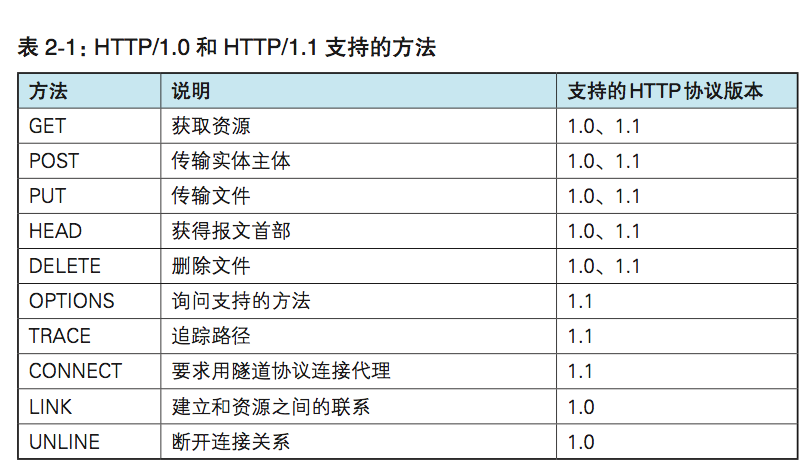 表 2-1：HTTP/1.0 和 HTTP/1.1 支持的方法
方法 说明 支持的HTTP协议版本
GET 获取资源 1.0、1.1
POST 传输实体主体 1.0、1.1
PUT 传输文件 1.0、1.1
HEAD 获得报文首部 1.0、1.1
DELETE 删除文件 1.0、1.1
OPTIONS 询问支持的方法 1.1
TRACE 追踪路径 1.1
CONNECT 要求用隧道协议连接代理 1.1
LINK 建立和资源之间的联系 1.0
UNLINE 断开连接关系 1.0